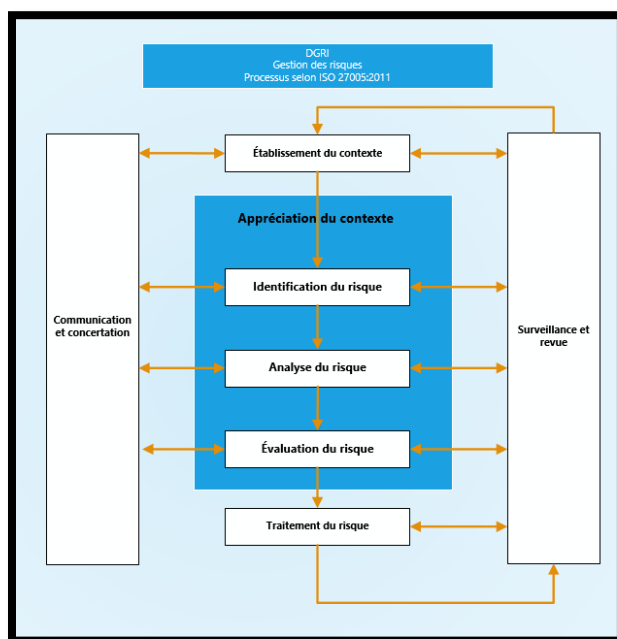 DGRI
Gestion des risques
Processus selon ISO 27005:2011
Établissement du contexte
Appréciation du contexte
Identification du risque
Communication
et concertation
Surveillance et
revue
Analyse du risque
Évaluation du risque
Traitement du risque